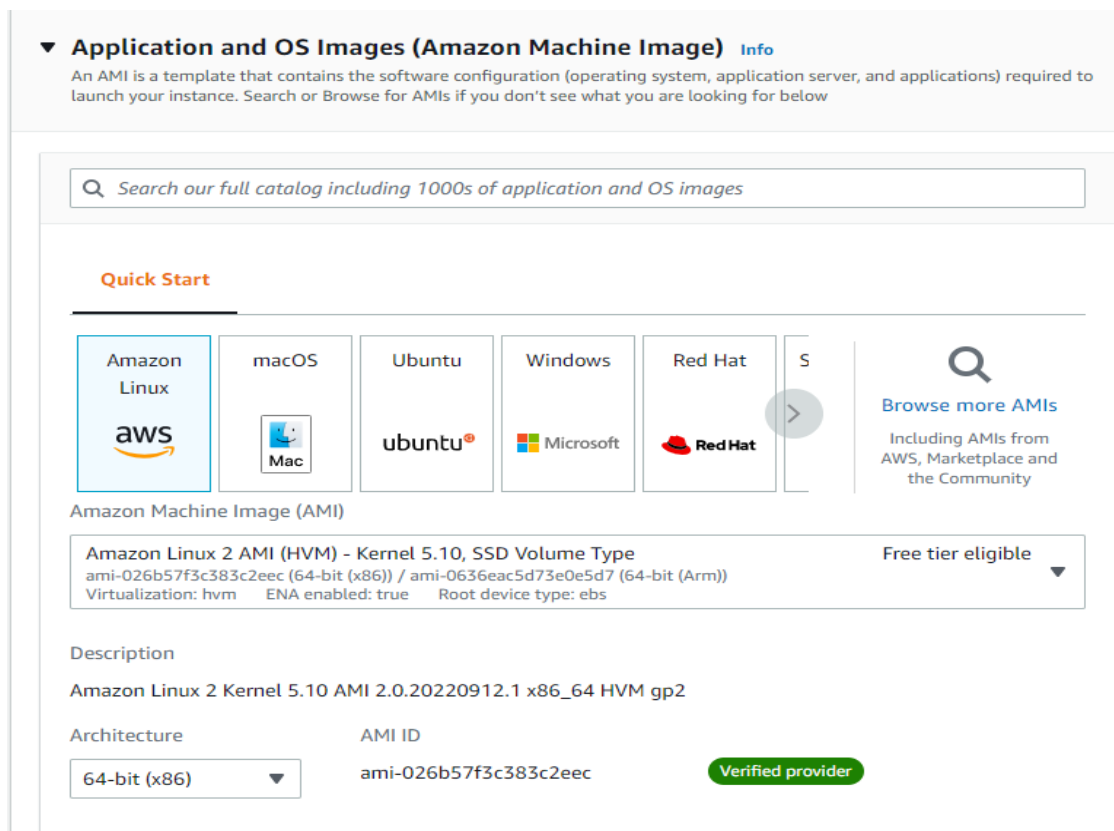 Application and OS Images (Amazon Machine Image) Info
An AMI is a template that contains the software configuration (operating system, application server, and applications) required to
launch your instance. Search or Browse for AMIs if you don't see what you are looking for below
Search our full catalog including 1000s of application and OS images
Quick Start
Amazon
Linux
aws
macOS
Mac
Ubuntu
ubuntu
Windows
Microsoft
Red Hat
Red Hat
S
Browse more AMIs
Including AMIs from
AWS, Marketplace and
the Community
Amazon Machine Image (AMI)
Amazon Linux 2 AMI (HVM) - Kernel 5.10, SSD Volume Type Free tier eligible
ami-026b57f3c383c2eec (64-bit (x86)) / ami-0636eac5d73e0e5d7 (64-bit (Arm))
Virtualization: hvm ENA enabled: true Root device type: ebs
Description
Amazon Linux 2 Kernel 5.10 AMI 2.0.20220912.1 x86_64 HVM gp2
Architecture AMI ID
64-bit (x86) ami-026b57f3c383c2eec Verified provider